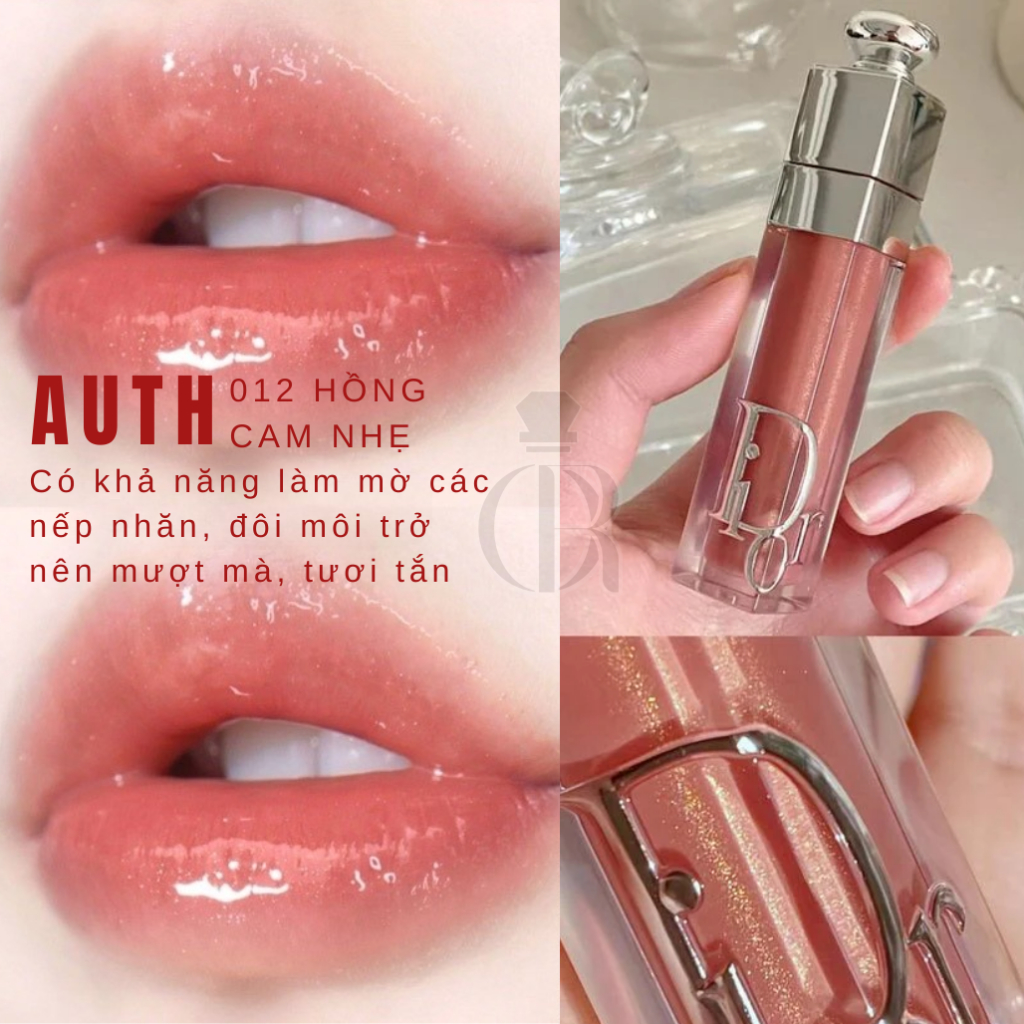 AUTH
012 HỒNG
CAM NHẸ
Có khả năng làm mờ các
nếp nhăn, đôi môi trở
nên mượt mà, tươi tắn
Dior